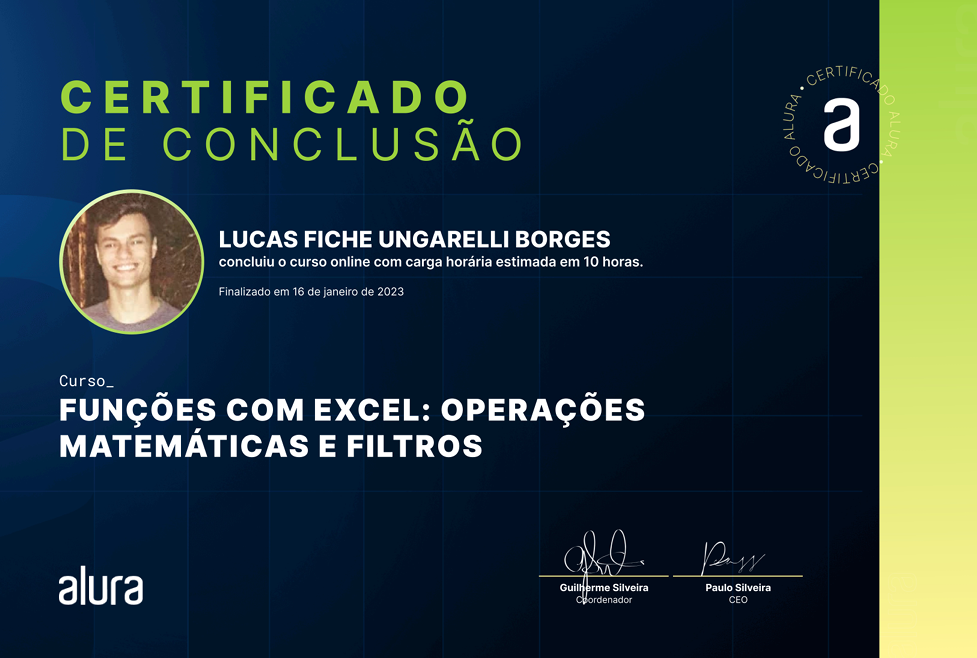 CERTIFICADO
DE CONCLUSÃO
CERTIFICADO ALURA • CERTIFICADO ALURA •
a
LUCAS FICHE UNGARELLI BORGES
concluiu o curso online com carga horária estimada em 10 horas.
Finalizado em 16 de janeiro de 2023
Curso_
FUNÇÕES COM EXCEL: OPERAÇÕES
MATEMÁTICAS E FILTROS
alura
Guilherme Silveira
Coordenador
Paulo Silveira
CEO